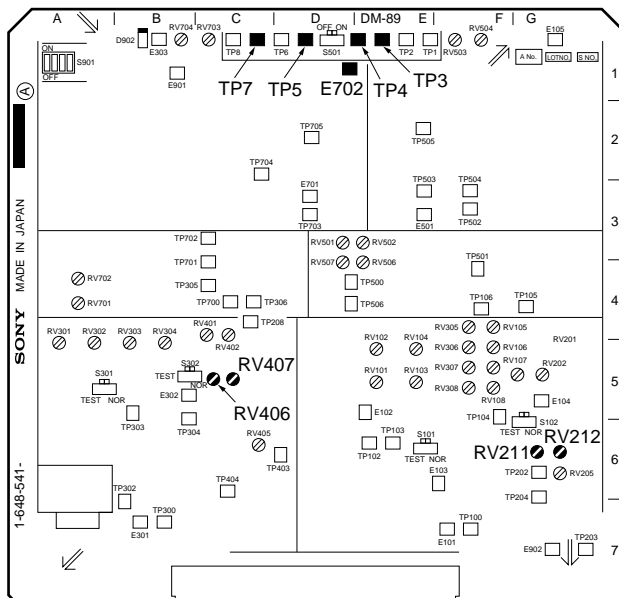 A B C D DM-89 E F G
RV704 RV703 OFF ON RV504 E105
D902 E303 TP8 TP6 S501 TP2 TP1 RV503
ON S901 OFF
E901
A No. LOTNO. S NO.
TP7 TP5 E702 TP4 TP3
1
A
TP705 TP505
2
TP704
E701 TP503 TP504
TP703 E501 TP502
3
TP702 RV501 RV502
TP701 RV507 RV506 TP501
RV702 TP305 TP500
RV701 TP700 TP306 TP506 TP106 TP105
4
TP208
RV301 RV302 RV303 RV304 RV401 RV402
RV305 RV105
RV102 RV104 RV306 RV106 RV201
S302 RV407 RV307 RV107 RV202
TEST NOR
S301 RV101 RV103 RV308
5
TEST NOR E302 RV406 RV108 E104
TP303 TP304 E102 TP104 S102
TEST NOR
RV405 TP103 S101 RV211 RV212
TP403 TP102 TEST NOR
6
TP404 E103 TP202 RV205
TP302 TP204
E301 TP300 E101 TP100
E902 TP203
7
SONY MADE IN JAPAN
1-648-541-